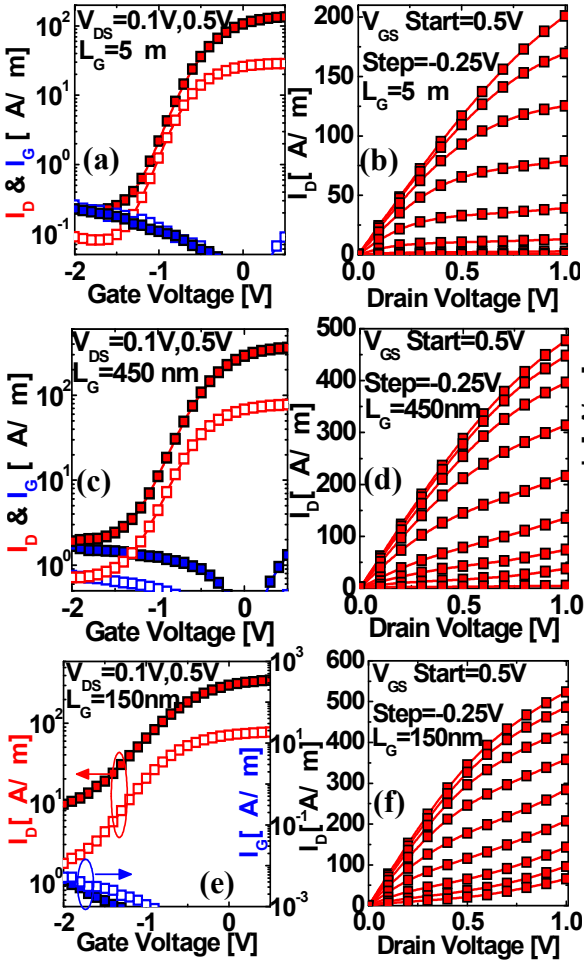 V_DS=0.1V,0.5V
L_G=5 m
(a)
I_D & I_G [ A/ m]
10^2
10^1
10^0
10^-1
-2 -1 0
Gate Voltage [V]
V_GS Start=0.5V
Step=-0.25V
L_G=5 m
(b)
I_D[ A/ m]
200
150
100
50
0
0.0 0.5 1.0
Drain Voltage [V]
V_DS=0.1V,0.5V
L_G=450 nm
(c)
I_D & I_G [ A/ m]
10^2
10^1
10^0
-2 -1 0
Gate Voltage [V]
V_GS Start=0.5V
Step=-0.25V
L_G=450nm
(d)
I_D[ A/ m]
500
400
300
200
100
0
0.0 0.5 1.0
Drain Voltage [V]
V_DS=0.1V,0.5V
L_G=150nm
(e)
I_D[ A/ m]
10^2
10^1
10^0
I_G[ A/ m]
10^3
10^1
10^-1
10^-3
-2 -1 0
Gate Voltage [V]
V_GS Start=0.5V
Step=-0.25V
L_G=150nm
(f)
I_D[ A/ m]
600
500
400
300
200
100
0
0.0 0.5 1.0
Drain Voltage [V]